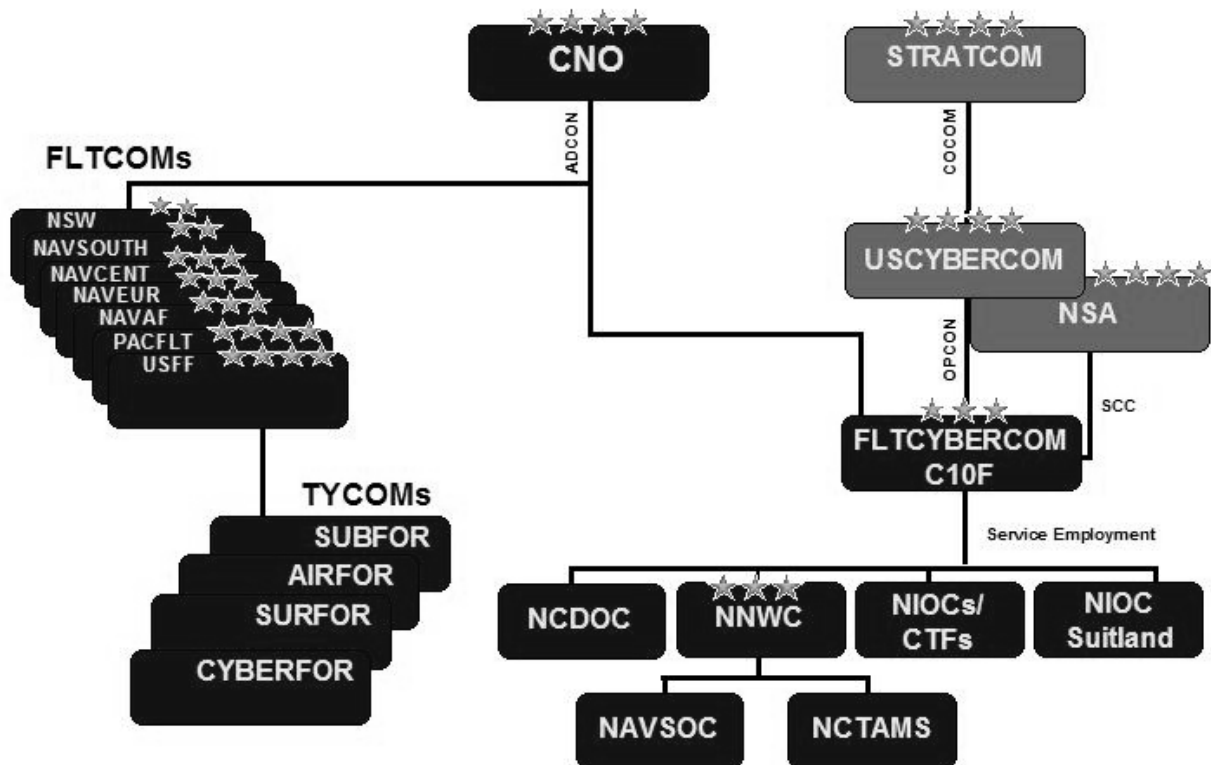 CNO
STRATCOM
ADCON
COCOM
FLTCOMs
NSW
NAVSOUTH
NAVCENT
NAVEUR
NAVAF
PACFLT
USFF
USCYBERCOM
NSA
OPCON
SCC
FLTCYBERCOM
C10F
TYCOMs
SUBFOR
AIRFOR
SURFOR
CYBERFOR
Service Employment
NCDOC
NNWC
NIOCs/
CTFs
NIOC
Suitland
NAVSOC
NCTAMS